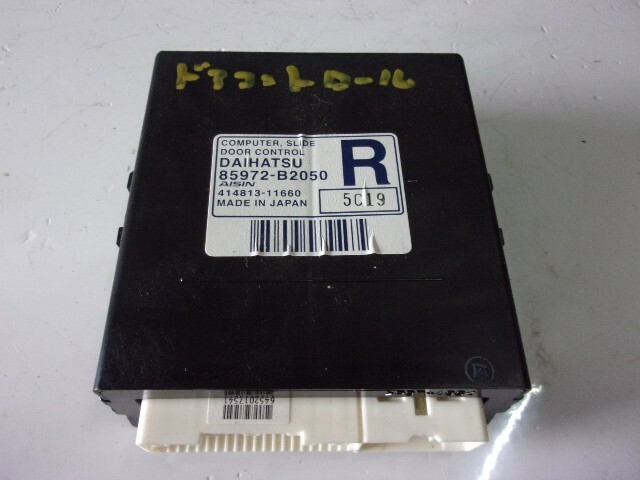 ドアコントロール
COMPUTER, SLIDE
DOOR CONTROL
DAIHATSU
85972-B2050
AISIN
414813-11660
MADE IN JAPAN
R
5C19
6452017541